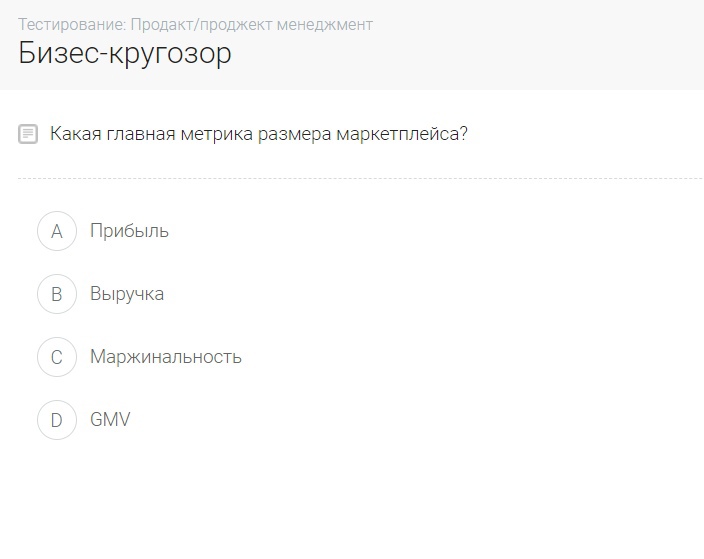 Тестирование: Продакт/проджект менеджмент
Бизес-кругозор
Какая главная метрика размера маркетплейса?
A Прибыль
B Выручка
C Маржинальность
D GMV